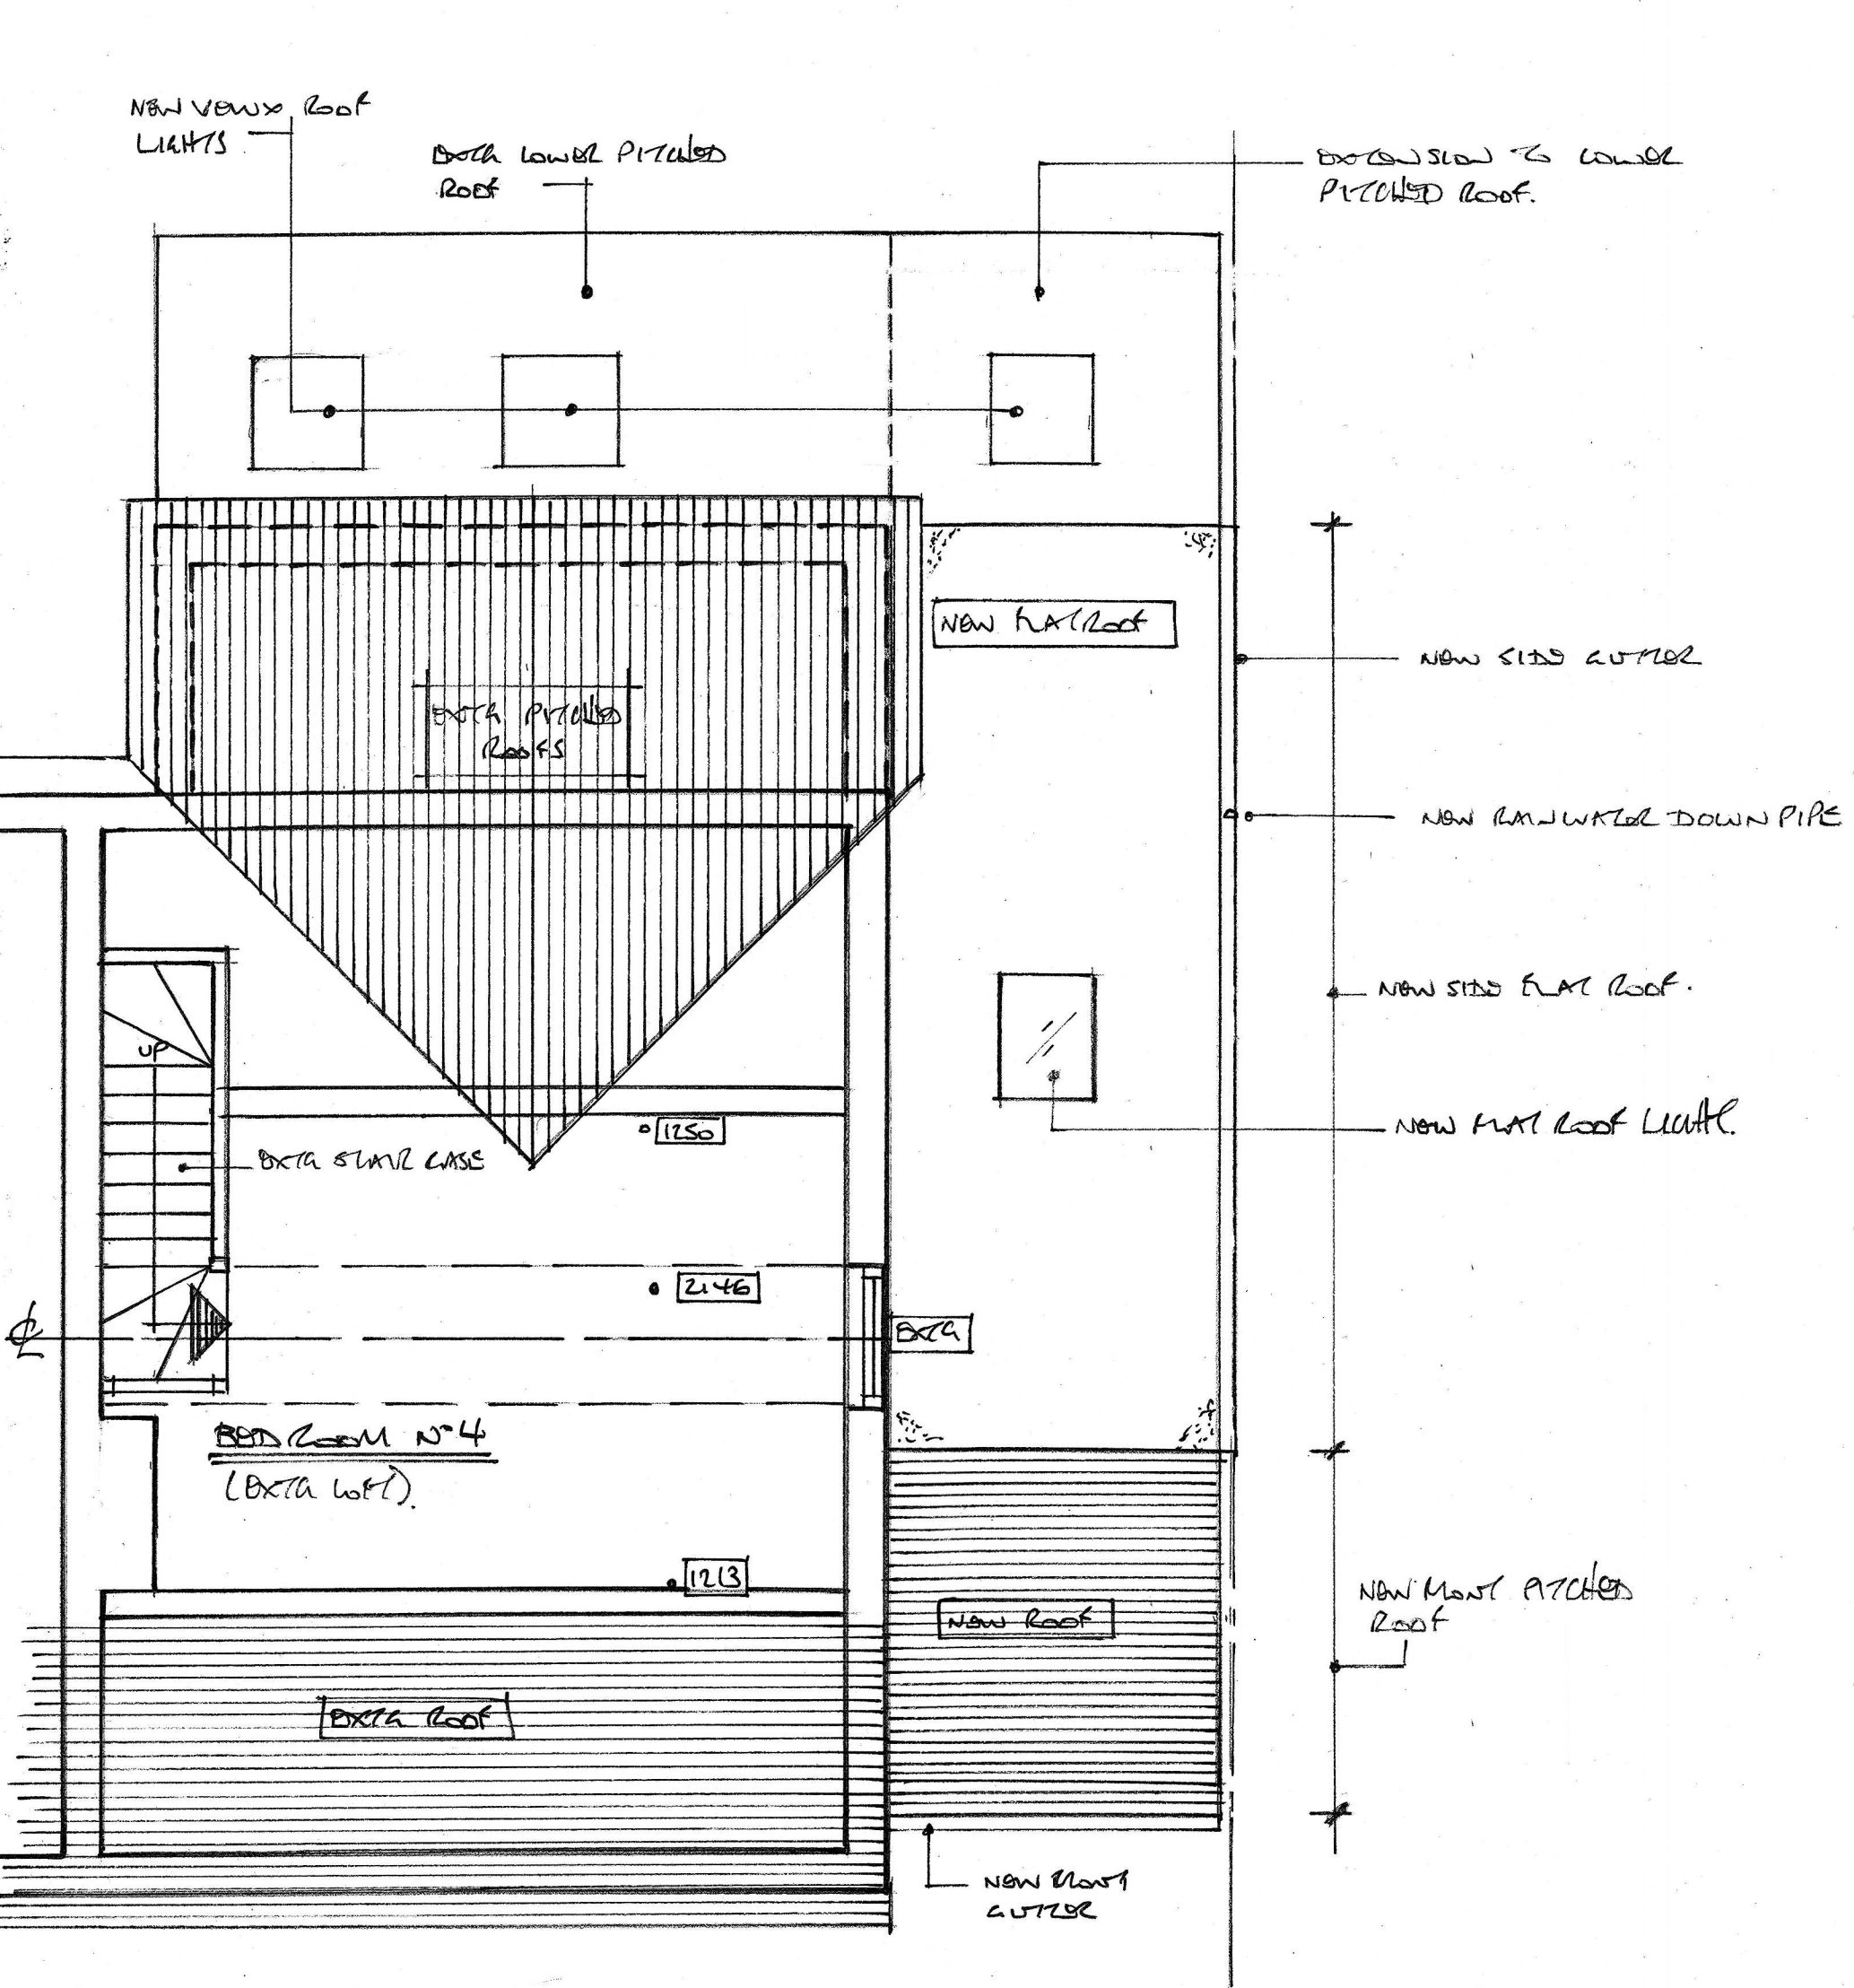 NEW VELUX ROOF
LIGHTS
EXTG LOWER PITCHED
ROOF
EXTENSION TO LOWER
PITCHED ROOF.
NEW FLAT ROOF
NEW SIDE GUTTER
EXTG PITCHED
ROOFS
NEW RAINWATER DOWN PIPE
NEW SIDE FLAT ROOF.
UP
NEW FLAT ROOF LIGHT.
1250
EXTG STAIR CASE
2146
℄
EXTG
BEDROOM No 4
(EXTG LOFT).
1213
NEW FRONT PITCHED
ROOF
NEW ROOF
EXTG ROOF
NEW FRONT
GUTTER